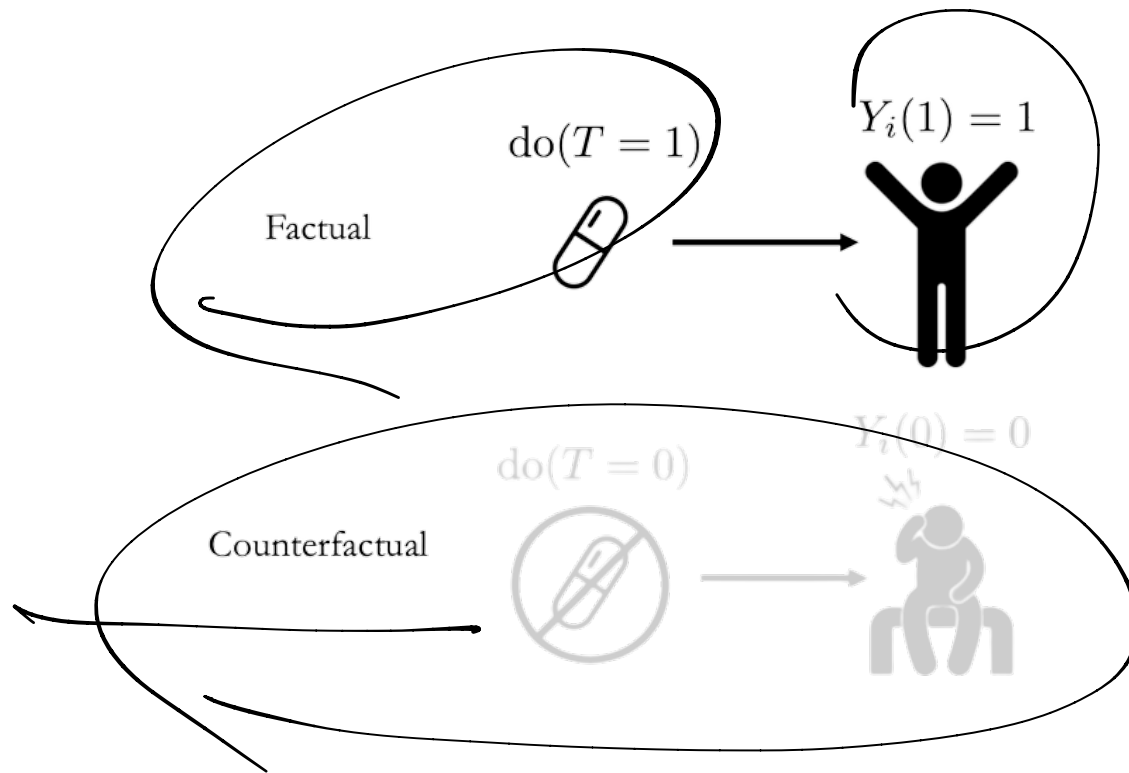 do(T = 1)
Y_i(1) = 1
Factual
do(T = 0)
Y_i(0) = 0
Counterfactual